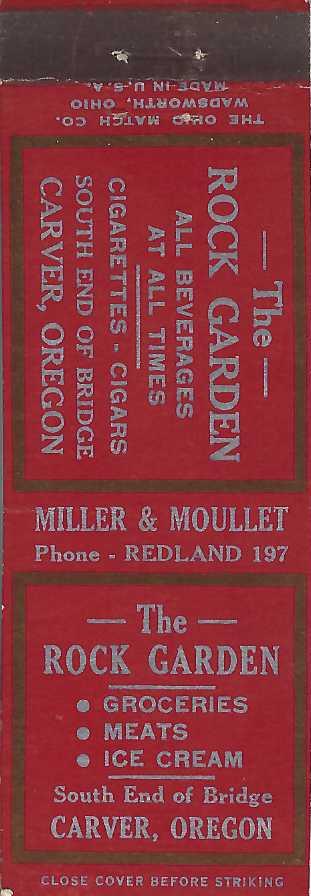 THE OHIO MATCH CO.
WADSWORTH, OHIO
MADE IN U.S.A.
— The —
ROCK GARDEN
ALL BEVERAGES
AT ALL TIMES
CIGARETTES - CIGARS
SOUTH END OF BRIDGE
CARVER, OREGON
MILLER & MOULLET
Phone - REDLAND 197
— The —
ROCK GARDEN
● GROCERIES
● MEATS
● ICE CREAM
South End of Bridge
CARVER, OREGON
CLOSE COVER BEFORE STRIKING